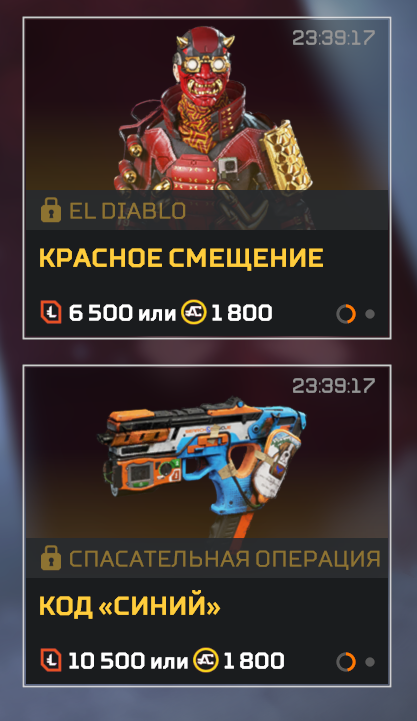 23:39:17
EL DIABLO
КРАСНОЕ СМЕЩЕНИЕ
6 500 или 1 800
23:39:17
СПАСАТЕЛЬНАЯ ОПЕРАЦИЯ
КОД «СИНИЙ»
10 500 или 1 800